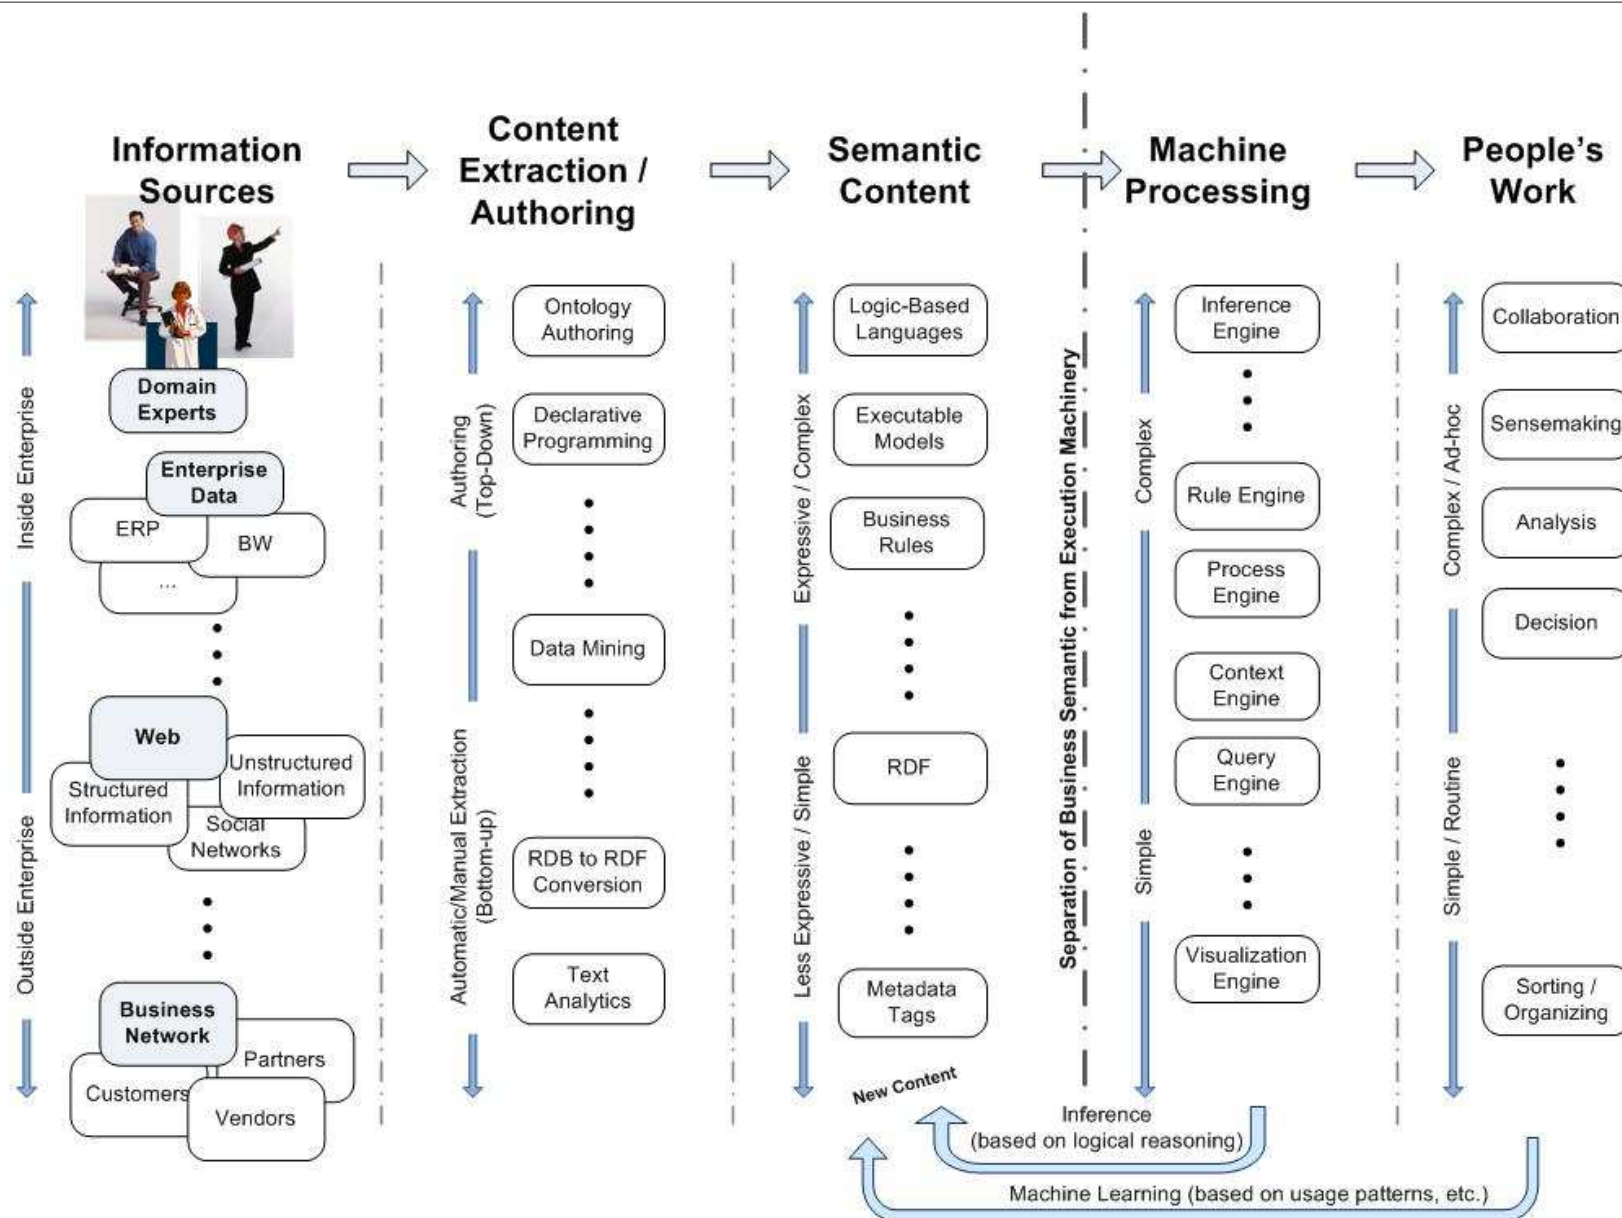 Information
Sources
Content
Extraction /
Authoring
Semantic
Content
Machine
Processing
People's
Work
Inside Enterprise
Outside Enterprise
Domain
Experts
Enterprise
Data
ERP
BW
...
Web
Structured
Information
Unstructured
Information
Social
Networks
Business
Network
Partners
Customers
Vendors
Authoring
(Top-Down)
Automatic/Manual Extraction
(Bottom-up)
Ontology
Authoring
Declarative
Programming
Data Mining
RDB to RDF
Conversion
Text
Analytics
Expressive / Complex
Less Expressive / Simple
Logic-Based
Languages
Executable
Models
Business
Rules
RDF
Metadata
Tags
New Content
Separation of Business Semantic from Execution Machinery
Complex
Simple
Inference
Engine
Rule Engine
Process
Engine
Context
Engine
Query
Engine
Visualization
Engine
Complex / Ad-hoc
Simple / Routine
Collaboration
Sensemaking
Analysis
Decision
Sorting /
Organizing
Inference
(based on logical reasoning)
Machine Learning (based on usage patterns, etc.)